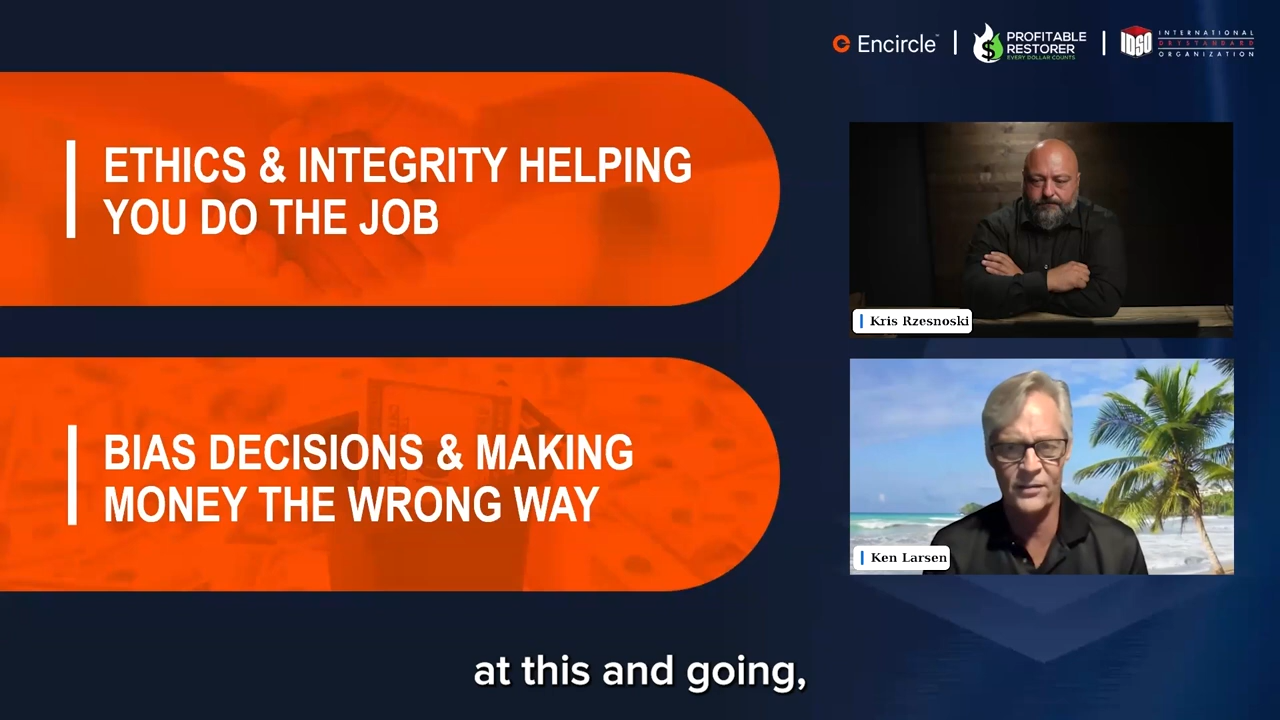 Encircle
PROFITABLE
RESTORER
EVERY DOLLAR COUNTS
IDSO
INTERNATIONAL
DRYSTANDARD
ORGANIZATION
ETHICS & INTEGRITY HELPING
YOU DO THE JOB
Kris Rzesnoski
BIAS DECISIONS & MAKING
MONEY THE WRONG WAY
Ken Larsen
at this and going,